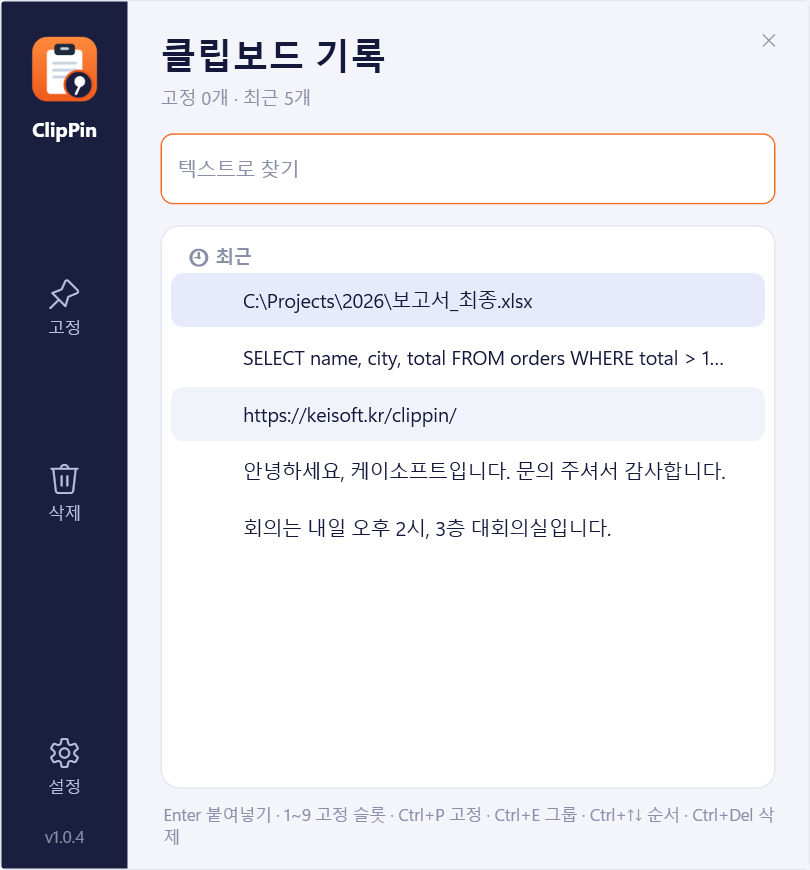 ClipPin
고정
삭제
설정
v1.0.4
클립보드 기록
고정 0개 · 최근 5개
텍스트로 찾기
최근
C:\Projects\2026\보고서_최종.xlsx
SELECT name, city, total FROM orders WHERE total > 1...
https://keisoft.kr/clippin/
안녕하세요, 케이소프트입니다. 문의 주셔서 감사합니다.
회의는 내일 오후 2시, 3층 대회의실입니다.
Enter 붙여넣기 · 1~9 고정 슬롯 · Ctrl+P 고정 · Ctrl+E 그룹 · Ctrl+↑↓ 순서 · Ctrl+Del 삭
제